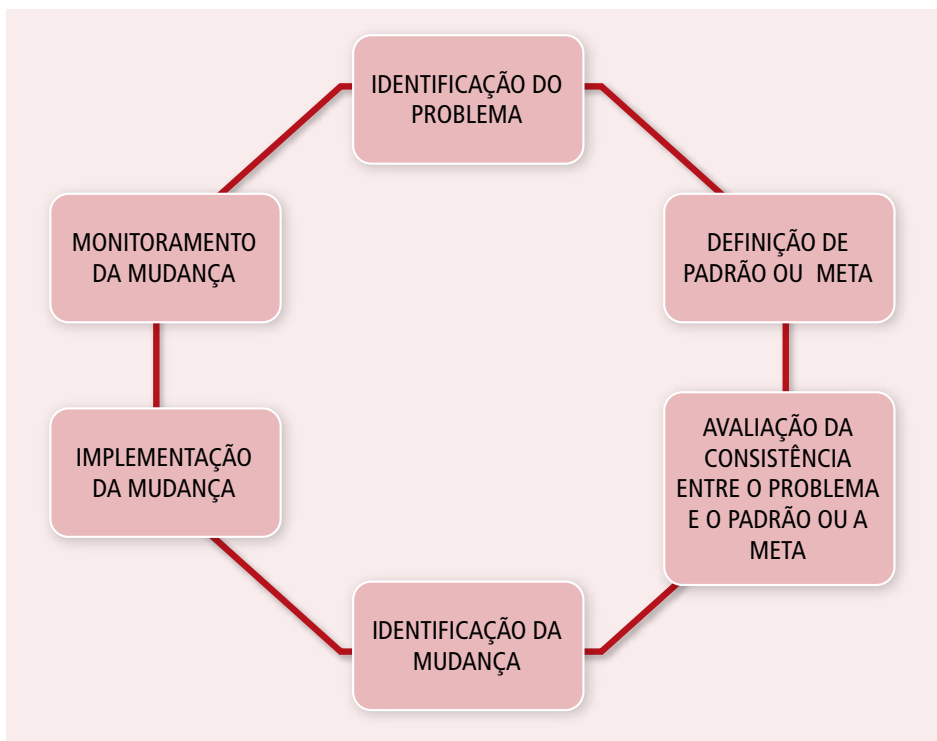 IDENTIFICAÇÃO DO
PROBLEMA
DEFINIÇÃO DE
PADRÃO OU META
AVALIAÇÃO DA
CONSISTÊNCIA
ENTRE O PROBLEMA
E O PADRÃO OU A
META
IDENTIFICAÇÃO DA
MUDANÇA
IMPLEMENTAÇÃO
DA MUDANÇA
MONITORAMENTO
DA MUDANÇA